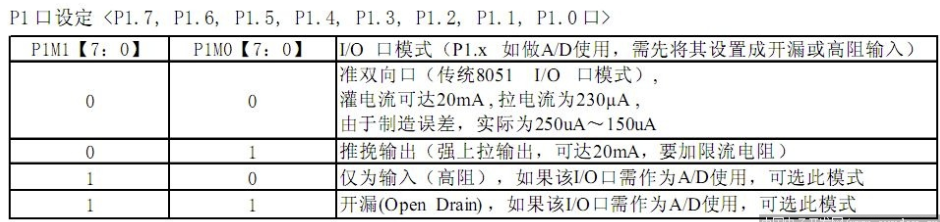 P1口设定 <P1.7, P1.6, P1.5, P1.4, P1.3, P1.2, P1.1, P1.0口>
P1M1【7：0】 P1M0【7：0】 I/O 口模式（P1.x 如做A/D使用，需先将其设置成开漏或高阻输入）
0 0 准双向口（传统8051 I/O 口模式）,
灌电流可达20mA , 拉电流为230μA ,
由于制造误差，实际为250uA～150uA
0 1 推挽输出（强上拉输出，可达20mA，要加限流电阻）
1 0 仅为输入（高阻），如果该I/O口需作为A/D使用，可选此模式
1 1 开漏(Open Drain)，如果该I/O口需作为A/D使用，可选此模式